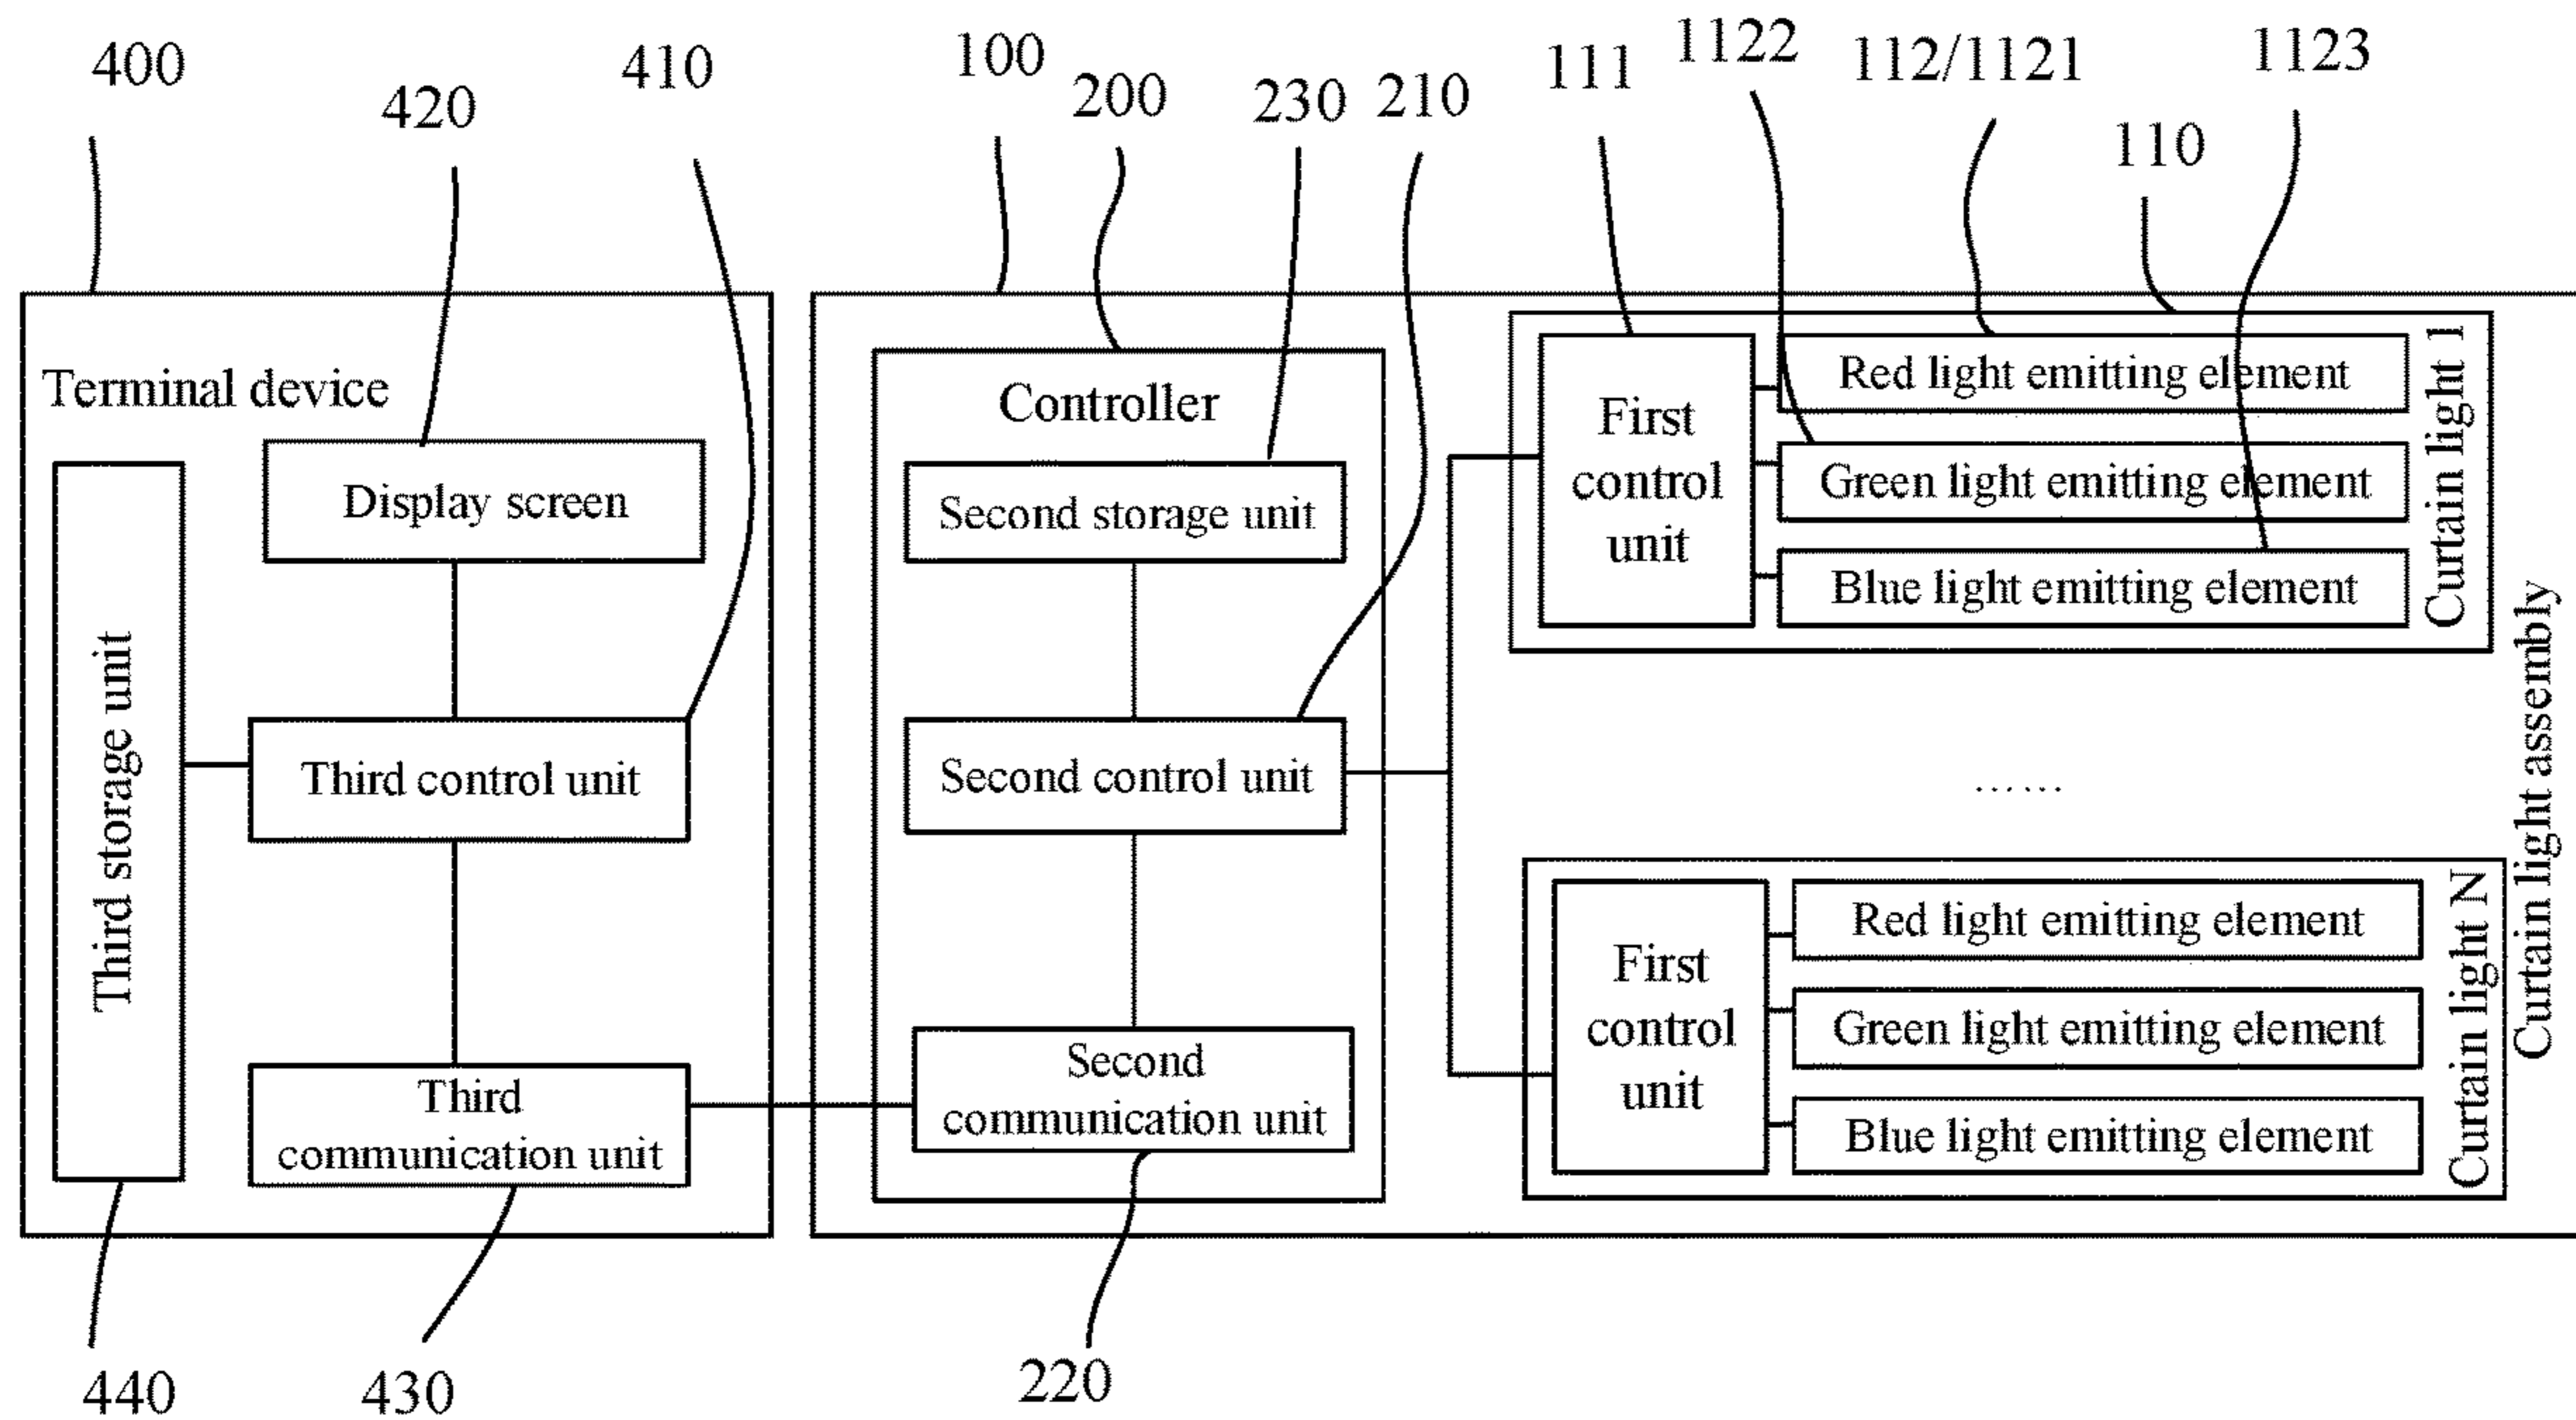 400
420
410
100
200
230
210
111
1122
112/1121
110
1123
Terminal device
Display screen
Third storage unit
Third control unit
Third
communication unit
440
430
Controller
Second storage unit
Second control unit
Second
communication unit
220
First
control
unit
Red light emitting element
Green light emitting element
Blue light emitting element
Curtain light 1
......
First
control
unit
Red light emitting element
Green light emitting element
Blue light emitting element
Curtain light N
Curtain light assembly